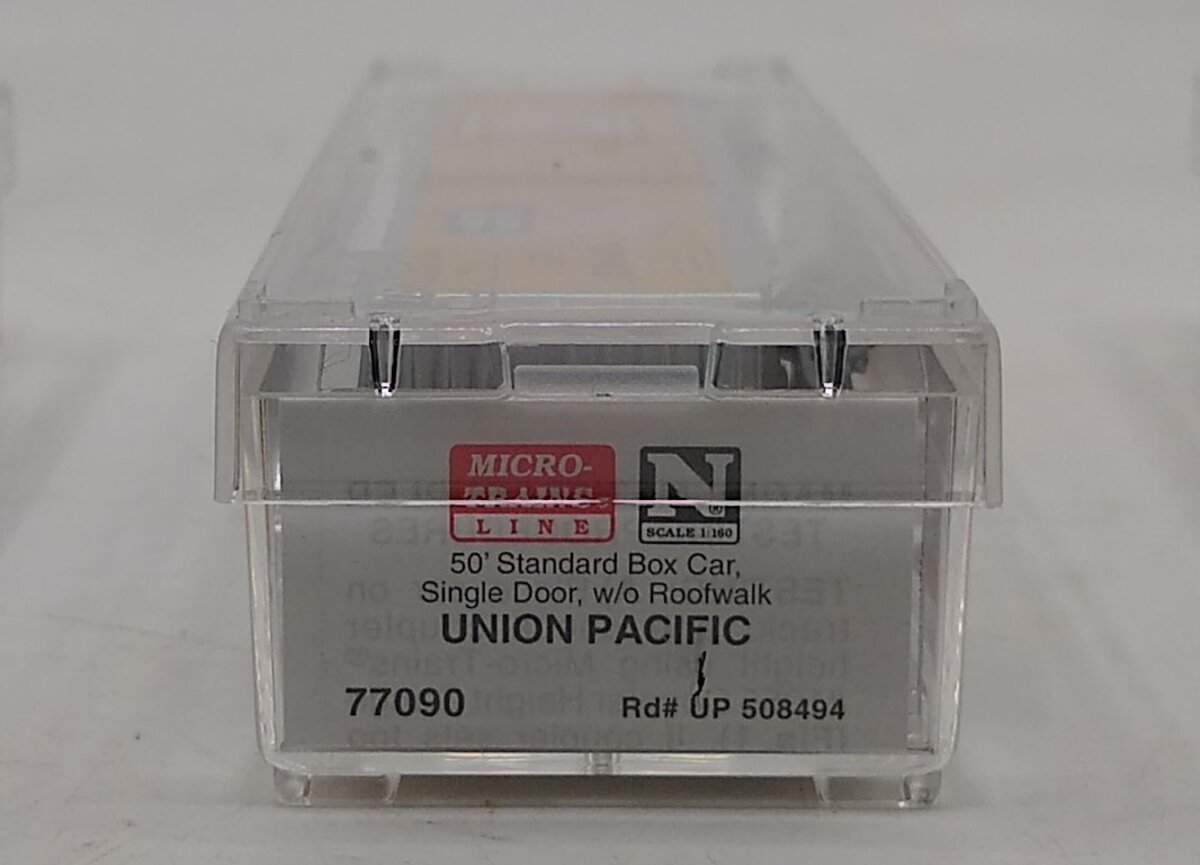 MICRO-
TRAINS®
LINE
N®
SCALE 1:160
50' Standard Box Car,
Single Door, w/o Roofwalk
UNION PACIFIC
77090 Rd# UP 508494